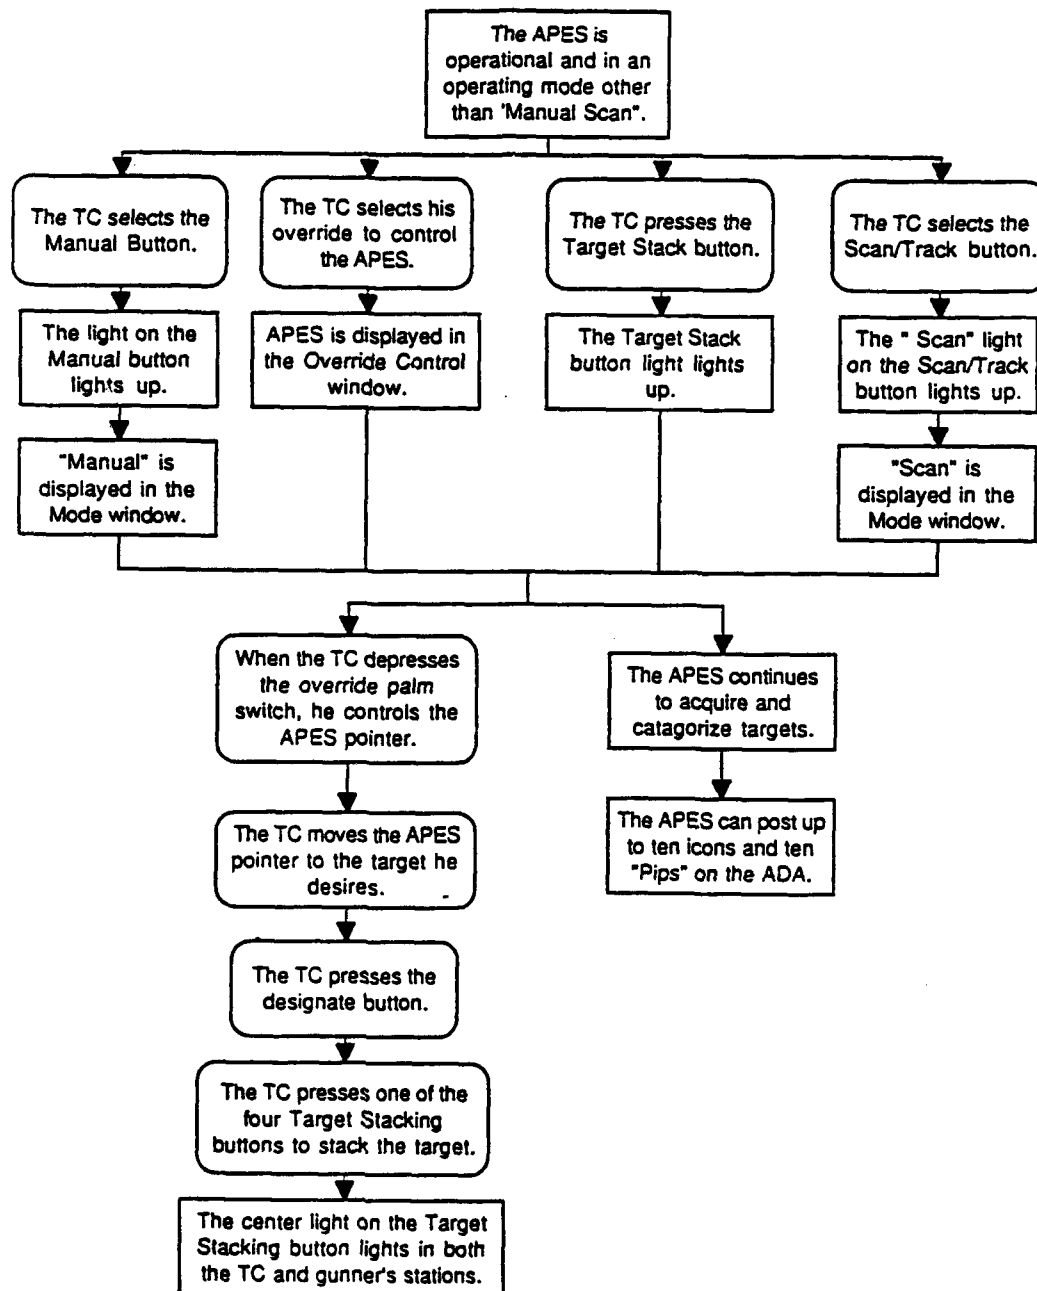 The APES is
operational and in an
operating mode other
than 'Manual Scan".
The TC selects the
Manual Button.
The TC selects his
override to control
the APES.
The TC presses the
Target Stack button.
The TC selects the
Scan/Track button.
The light on the
Manual button
lights up.
APES is displayed in
the Override Control
window.
The Target Stack
button light lights
up.
The " Scan" light
on the Scan/Track
button lights up.
"Manual" is
displayed in the
Mode window.
"Scan" is
displayed in the
Mode window.
When the TC depresses
the override palm
switch, he controls the
APES pointer.
The APES continues
to acquire and
catagorize targets.
The TC moves the APES
pointer to the target he
desires.
The APES can post up
to ten icons and ten
"Pips" on the ADA.
The TC presses the
designate button.
The TC presses one of the
four Target Stacking
buttons to stack the target.
The center light on the Target
Stacking button lights in both
the TC and gunner's stations.